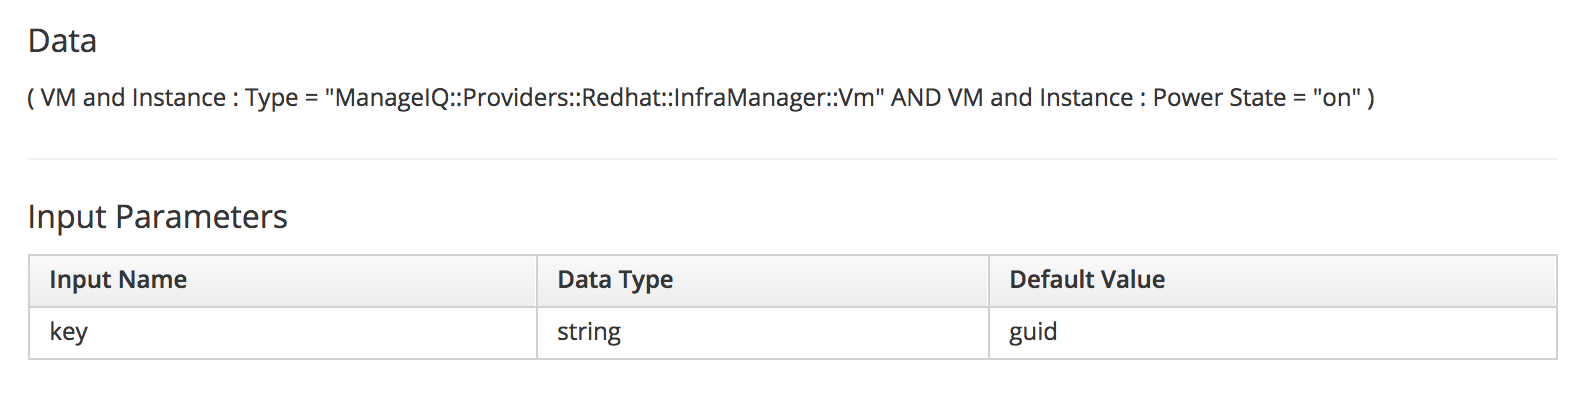 Data
( VM and Instance : Type = "ManageIQ::Providers::Redhat::InfraManager::Vm" AND VM and Instance : Power State = "on" )
Input Parameters
Input Name Data Type Default Value
key string guid